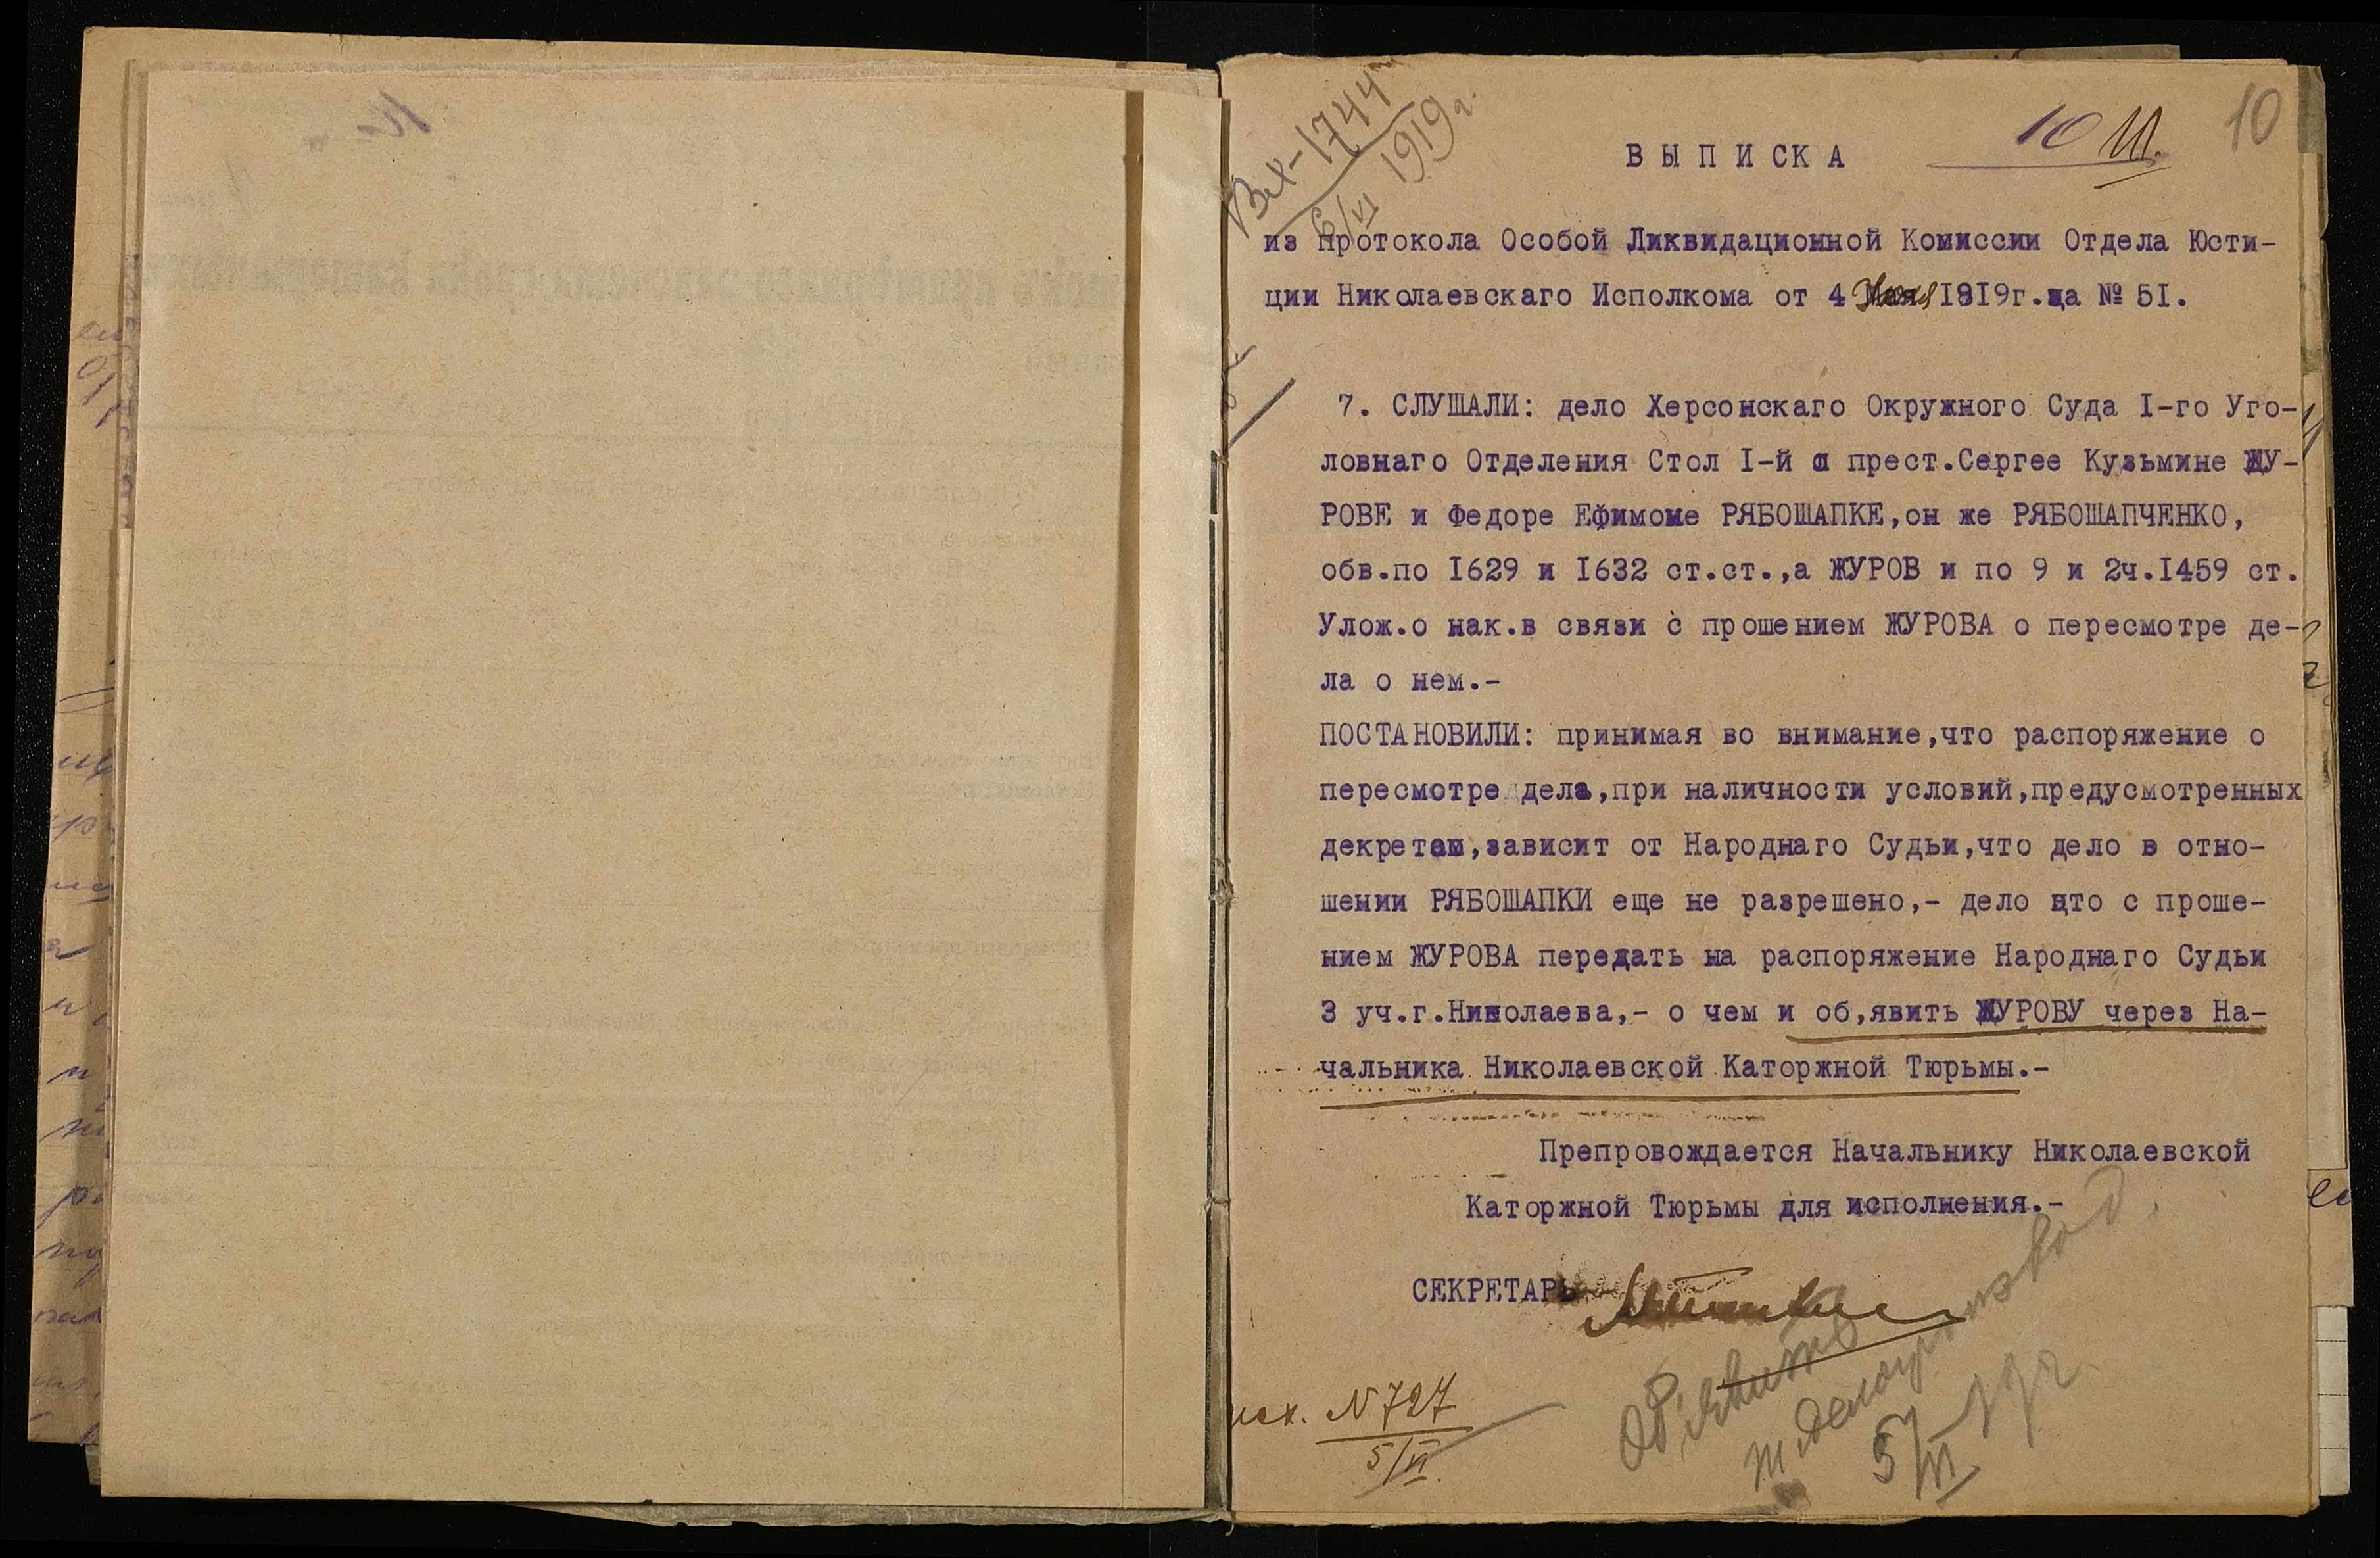 Вх-1744
6/VI 1919г.
10
10
ВЫПИСКА
из протокола Особой Ликвидационной Комиссии Отдела Юсти-
ции Николаевскаго Исполкома от 4 Июня 1919г.за № 51.
7. СЛУШАЛИ: дело Херсонскаго Окружного Суда I-го Уго-
ловнаго Отделения Стол I-й о прест.Сергее Кузьмине ЖУ-
РОВЕ и Федоре Ефимове РЯБОШАПКЕ,он же РЯБОШАПЧЕНКО,
обв.по 1629 и 1632 ст.ст.,а ЖУРОВ и по 9 и 2ч.1459 ст.
Улож.о нак.в связи с прошением ЖУРОВА о пересмотре де-
ла о нем.-
ПОСТАНОВИЛИ: принимая во внимание,что распоряжение о
пересмотре дела,при наличности условий,предусмотренных
декретом,зависит от Народнаго Судьи,что дело в отно-
шении РЯБОШАПКИ еще не разрешено,- дело это с проше-
нием ЖУРОВА передать на распоряжение Народнаго Судьи
3 уч.г.Николаева,- о чем и об,явить ЖУРОВУ через На-
чальника Николаевской Каторжной Тюрьмы.-
Препровождается Начальнику Николаевской
Каторжной Тюрьмы для исполнения.-
СЕКРЕТАРЬ
Об'явить
исх. N 727
5/VI.
5/VI 19г.